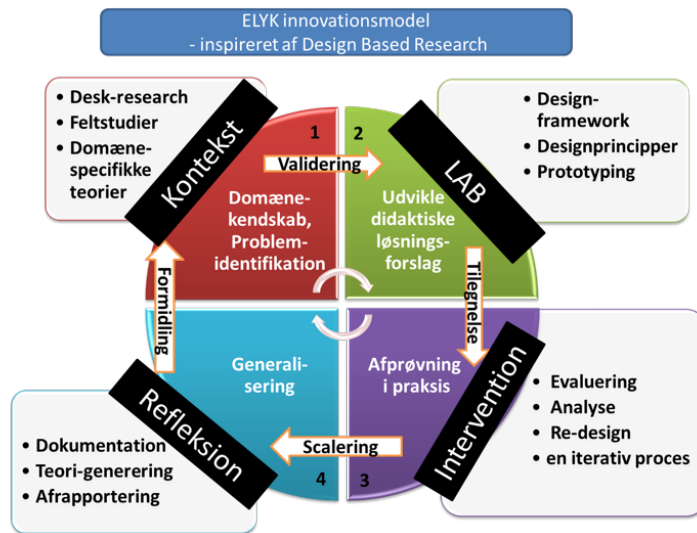 ELYK innovationsmodel
- inspireret af Design Based Research
• Desk-research
• Feltstudier
• Domæne-
specifikke
teorier
Kontekst
1
Domæne-
kendskab,
Problem-
identifikation
Validering
2
Udvikle
didaktiske
løsnings-
forslag
LAB
• Design-
framework
• Designprincipper
• Prototyping
Tilegnelse
Afprøvning
i praksis
3
Intervention
• Evaluering
• Analyse
• Re-design
• en iterativ proces
Scalering
Generali-
sering
4
Refleksion
• Dokumentation
• Teori-generering
• Afrapportering
Formidling